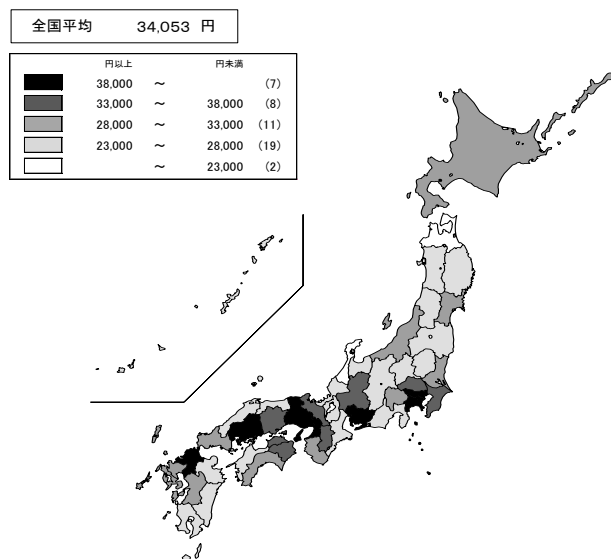 全国平均 34,053 円
円以上 円未満
38,000 ～ (7)
33,000 ～ 38,000 (8)
28,000 ～ 33,000 (11)
23,000 ～ 28,000 (19)
～ 23,000 (2)